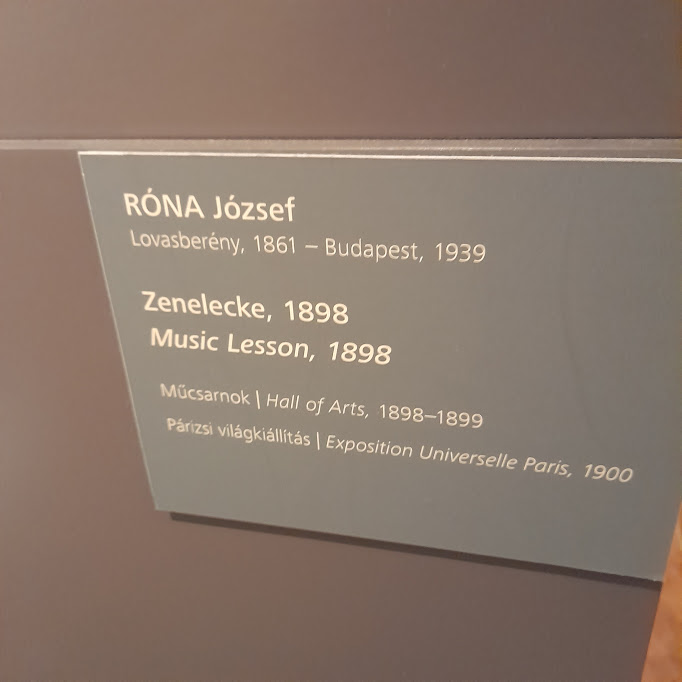 RÓNA József
Lovasberény, 1861 – Budapest, 1939
Zenelecke, 1898
Music Lesson, 1898
Műcsarnok | Hall of Arts, 1898–1899
Párizsi világkiállítás | Exposition Universelle Paris, 1900